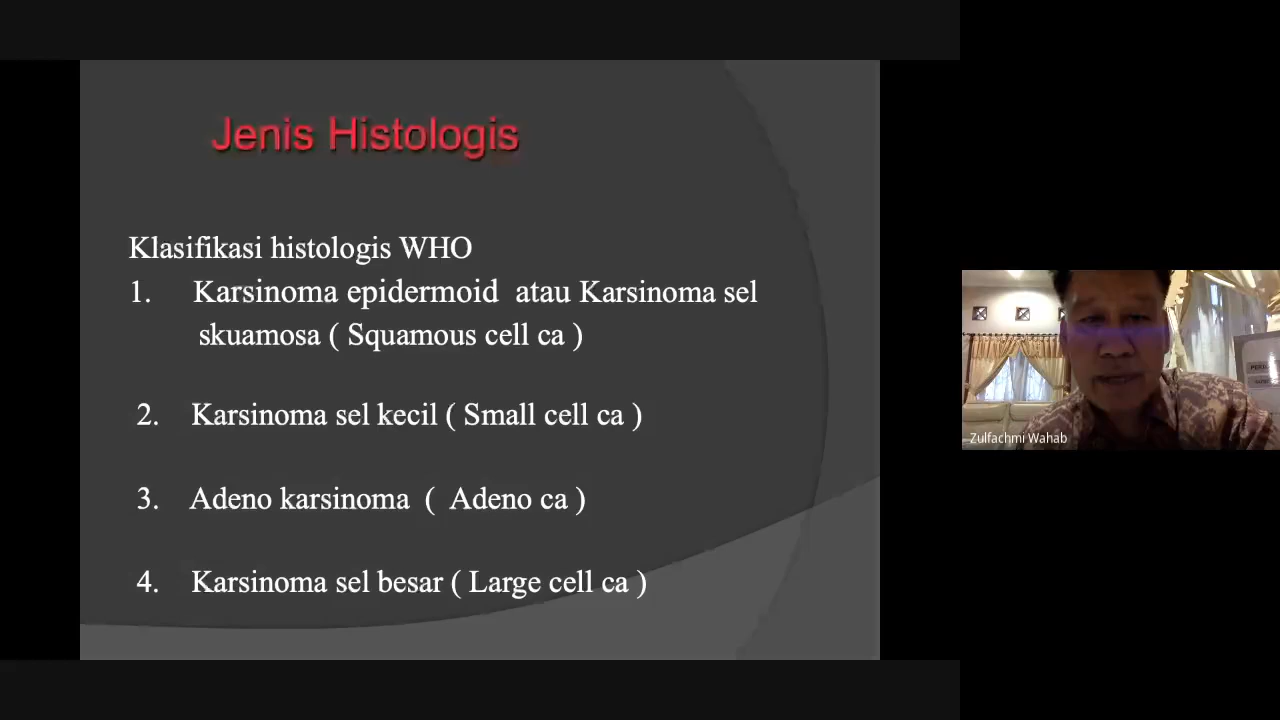 Jenis Histologis
Klasifikasi histologis WHO
1. Karsinoma epidermoid atau Karsinoma sel
skuamosa ( Squamous cell ca )
2. Karsinoma sel kecil ( Small cell ca )
3. Adeno karsinoma ( Adeno ca )
4. Karsinoma sel besar ( Large cell ca )
Zulfachmi Wahab